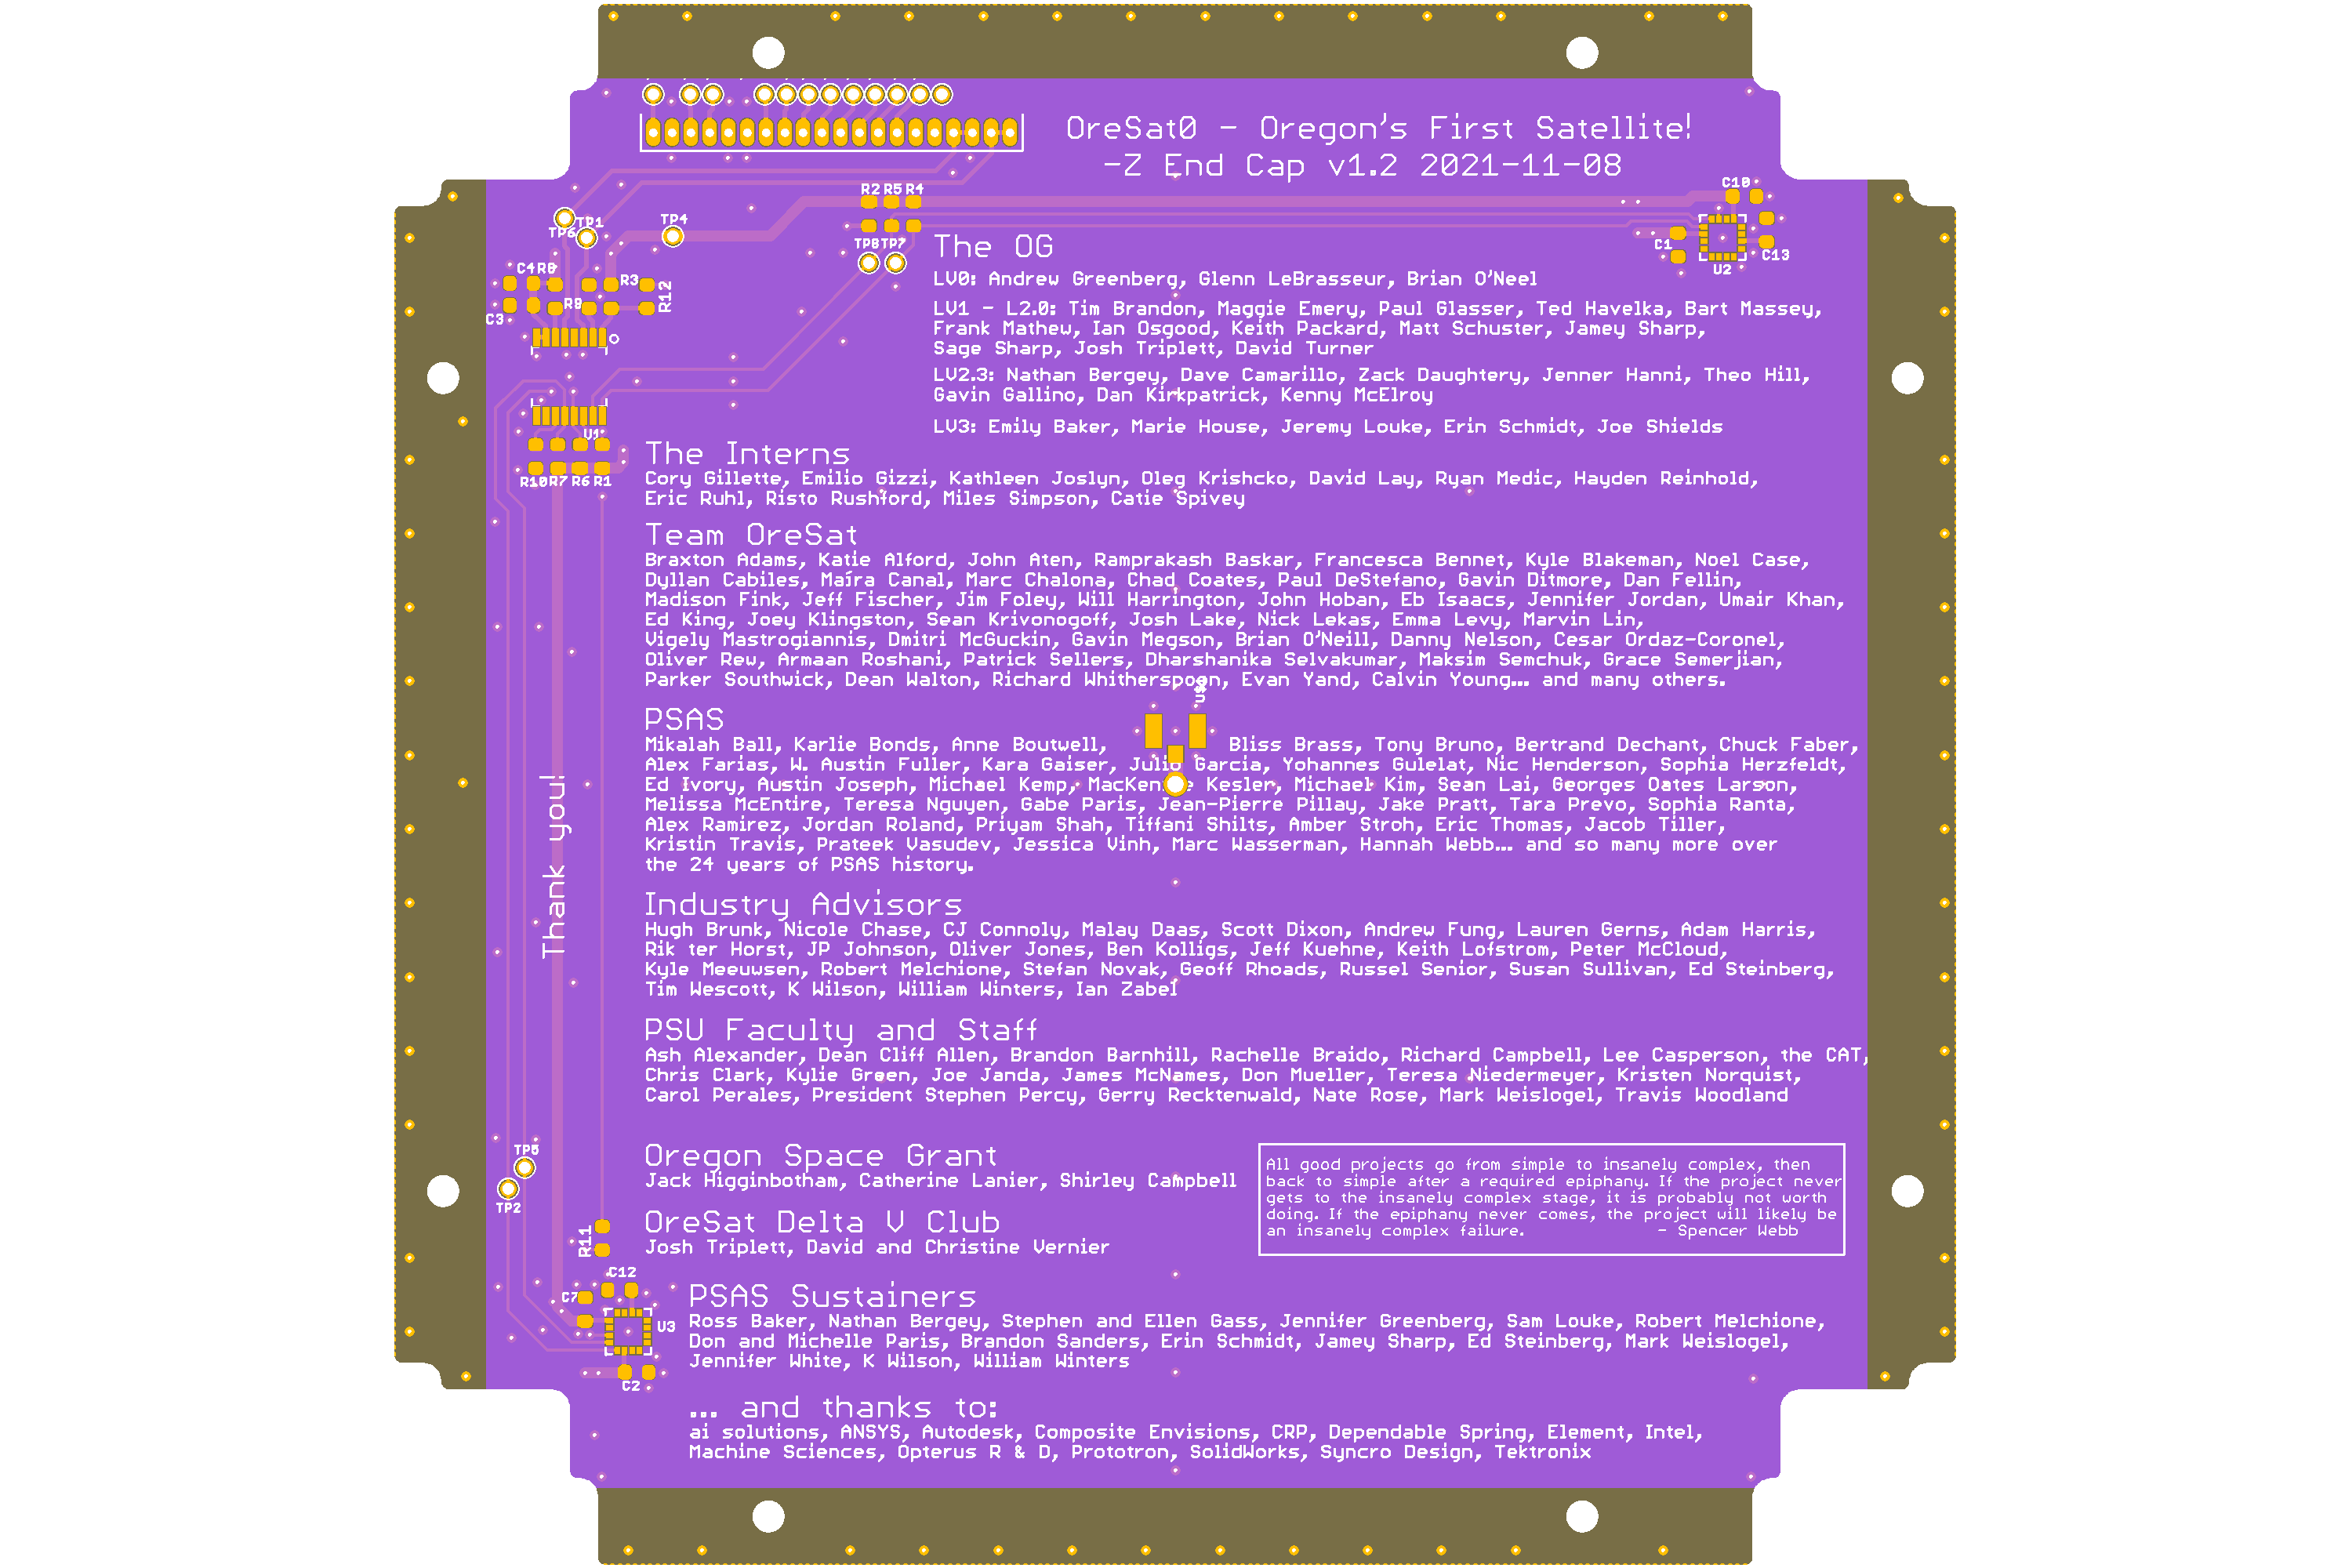 OreSat0 - Oregon's First Satellite!
-Z End Cap v1.2 2021-11-08
R2 R5 R4
C10
TP1
TP6
TP4
TP8 TP7
C1
U2
C13
The OG
LV0: Andrew Greenberg, Glenn LeBrasseur, Brian O'Neel
LV1 - L2.0: Tim Brandon, Maggie Emery, Paul Glasser, Ted Havelka, Bart Massey,
Frank Mathew, Ian Osgood, Keith Packard, Matt Schuster, Jamey Sharp,
Sage Sharp, Josh Triplett, David Turner
LV2.3: Nathan Bergey, Dave Camarillo, Zack Daughtery, Jenner Hanni, Theo Hill,
Gavin Gallino, Dan Kirkpatrick, Kenny McElroy
LV3: Emily Baker, Marie House, Jeremy Louke, Erin Schmidt, Joe Shields
C4 R8
R3
R12
R9
C3
U1
R10 R7 R6 R1
The Interns
Cory Gillette, Emilio Gizzi, Kathleen Joslyn, Oleg Krishcko, David Lay, Ryan Medic, Hayden Reinhold,
Eric Ruhl, Risto Rushford, Miles Simpson, Catie Spivey
Team OreSat
Braxton Adams, Katie Alford, John Aten, Ramprakash Baskar, Francesca Bennet, Kyle Blakeman, Noel Case,
Dyllan Cabiles, Maíra Canal, Marc Chalona, Chad Coates, Paul DeStefano, Gavin Ditmore, Dan Fellin,
Madison Fink, Jeff Fischer, Jim Foley, Will Harrington, John Hoban, Eb Isaacs, Jennifer Jordan, Umair Khan,
Ed King, Joey Klingston, Sean Krivonogoff, Josh Lake, Nick Lekas, Emma Levy, Marvin Lin,
Vigely Mastrogiannis, Dmitri McGuckin, Gavin Megson, Brian O'Neill, Danny Nelson, Cesar Ordaz-Coronel,
Oliver Rew, Armaan Roshani, Patrick Sellers, Dharshanika Selvakumar, Maksim Semchuk, Grace Semerjian,
Parker Southwick, Dean Walton, Richard Whitherspoon, Evan Yand, Calvin Young... and many others.
PSAS
Mikalah Ball, Karlie Bonds, Anne Boutwell, Bliss Brass, Tony Bruno, Bertrand Dechant, Chuck Faber,
Alex Farias, W. Austin Fuller, Kara Gaiser, Julio Garcia, Yohannes Gulelat, Nic Henderson, Sophia Herzfeldt,
Ed Ivory, Austin Joseph, Michael Kemp, MacKenzie Kesler, Michael Kim, Sean Lai, Georges Oates Larson,
Melissa McEntire, Teresa Nguyen, Gabe Paris, Jean-Pierre Pillay, Jake Pratt, Tara Prevo, Sophia Ranta,
Alex Ramirez, Jordan Roland, Priyam Shah, Tiffani Shilts, Amber Stroh, Eric Thomas, Jacob Tiller,
Kristin Travis, Prateek Vasudev, Jessica Vinh, Marc Wasserman, Hannah Webb... and so many more over
the 24 years of PSAS history.
Thank you!
Industry Advisors
Hugh Brunk, Nicole Chase, CJ Connoly, Malay Daas, Scott Dixon, Andrew Fung, Lauren Gerns, Adam Harris,
Rik ter Horst, JP Johnson, Oliver Jones, Ben Kolligs, Jeff Kuehne, Keith Lofstrom, Peter McCloud,
Kyle Meeuwsen, Robert Melchione, Stefan Novak, Geoff Rhoads, Russel Senior, Susan Sullivan, Ed Steinberg,
Tim Wescott, K Wilson, William Winters, Ian Zabel
PSU Faculty and Staff
Ash Alexander, Dean Cliff Allen, Brandon Barnhill, Rachelle Braido, Richard Campbell, Lee Casperson, the CAT,
Chris Clark, Kylie Green, Joe Janda, James McNames, Don Mueller, Teresa Niedermeyer, Kristen Norquist,
Carol Perales, President Stephen Percy, Gerry Recktenwald, Nate Rose, Mark Weislogel, Travis Woodland
TP5
TP2
Oregon Space Grant
Jack Higginbotham, Catherine Lanier, Shirley Campbell
OreSat Delta V Club
Josh Triplett, David and Christine Vernier
All good projects go from simple to insanely complex, then
back to simple after a required epiphany. If the project never
gets to the insanely complex stage, it is probably not worth
doing. If the epiphany never comes, the project will likely be
an insanely complex failure. - Spencer Webb
R11
C12
C7
U3
C2
PSAS Sustainers
Ross Baker, Nathan Bergey, Stephen and Ellen Gass, Jennifer Greenberg, Sam Louke, Robert Melchione,
Don and Michelle Paris, Brandon Sanders, Erin Schmidt, Jamey Sharp, Ed Steinberg, Mark Weislogel,
Jennifer White, K Wilson, William Winters
... and thanks to:
ai solutions, ANSYS, Autodesk, Composite Envisions, CRP, Dependable Spring, Element, Intel,
Machine Sciences, Opterus R & D, Prototron, SolidWorks, Syncro Design, Tektronix